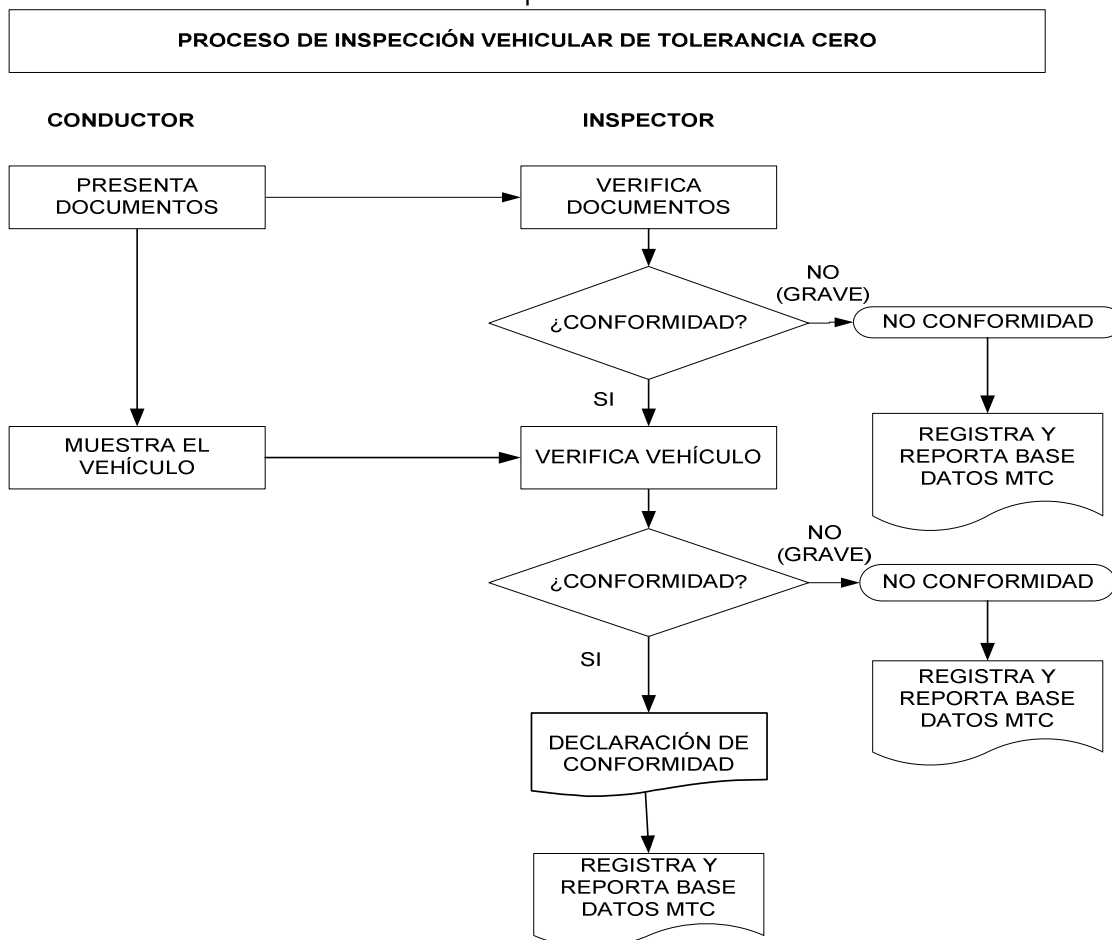 PROCESO DE INSPECCIÓN VEHICULAR DE TOLERANCIA CERO
CONDUCTOR
INSPECTOR
PRESENTA
DOCUMENTOS
VERIFICA
DOCUMENTOS
NO
(GRAVE)
¿CONFORMIDAD?
NO CONFORMIDAD
SI
REGISTRA Y
REPORTA BASE
DATOS MTC
MUESTRA EL
VEHÍCULO
VERIFICA VEHÍCULO
NO
(GRAVE)
¿CONFORMIDAD?
NO CONFORMIDAD
SI
REGISTRA Y
REPORTA BASE
DATOS MTC
DECLARACIÓN DE
CONFORMIDAD
REGISTRA Y
REPORTA BASE
DATOS MTC